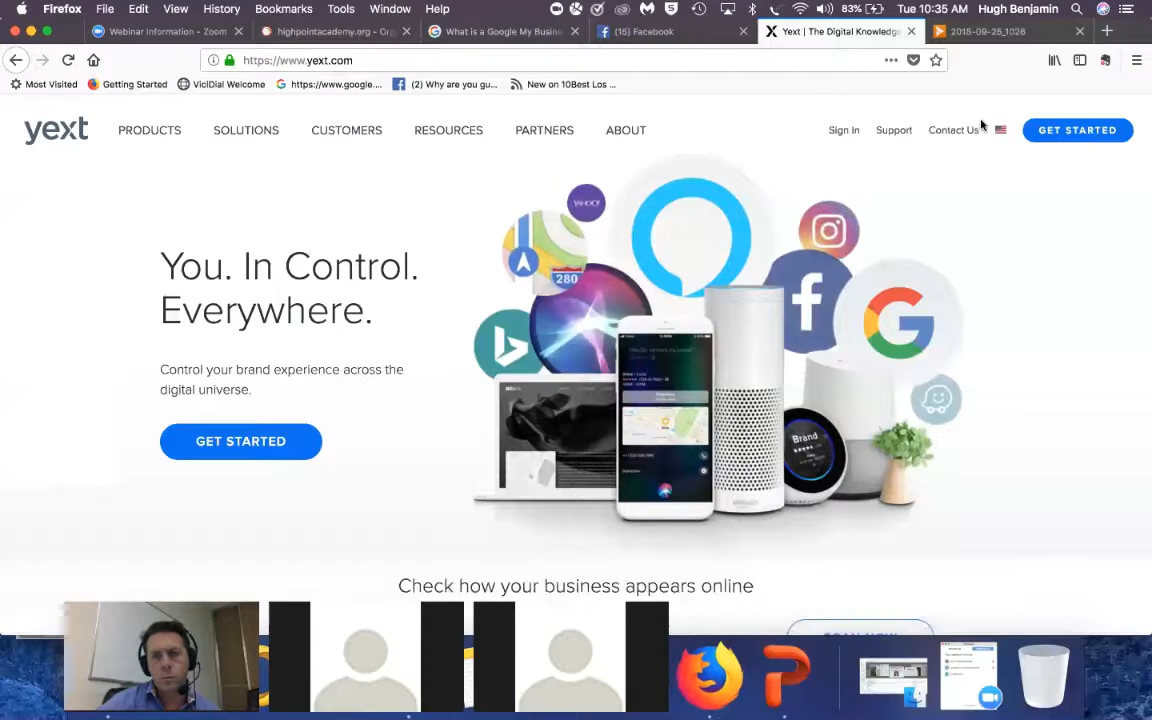 Firefox File Edit View History Bookmarks Tools Window Help 83% Tue 10:35 AM Hugh Benjamin
Webinar Information - Zoom
highpointacademy.org - Org
What is a Google My Busine
(15) Facebook
Yext | The Digital Knowledge
2018-09-25_1028
https://www.yext.com
Most Visited Getting Started ViciDial Welcome https://www.google.... (2) Why are you gu... New on 10Best Los ...
yext PRODUCTS SOLUTIONS CUSTOMERS RESOURCES PARTNERS ABOUT Sign In Support Contact Us GET STARTED
YAHOO!
280
You. In Control.
Everywhere.
Control your brand experience across the
digital universe.
GET STARTED
Brand
Check how your business appears online